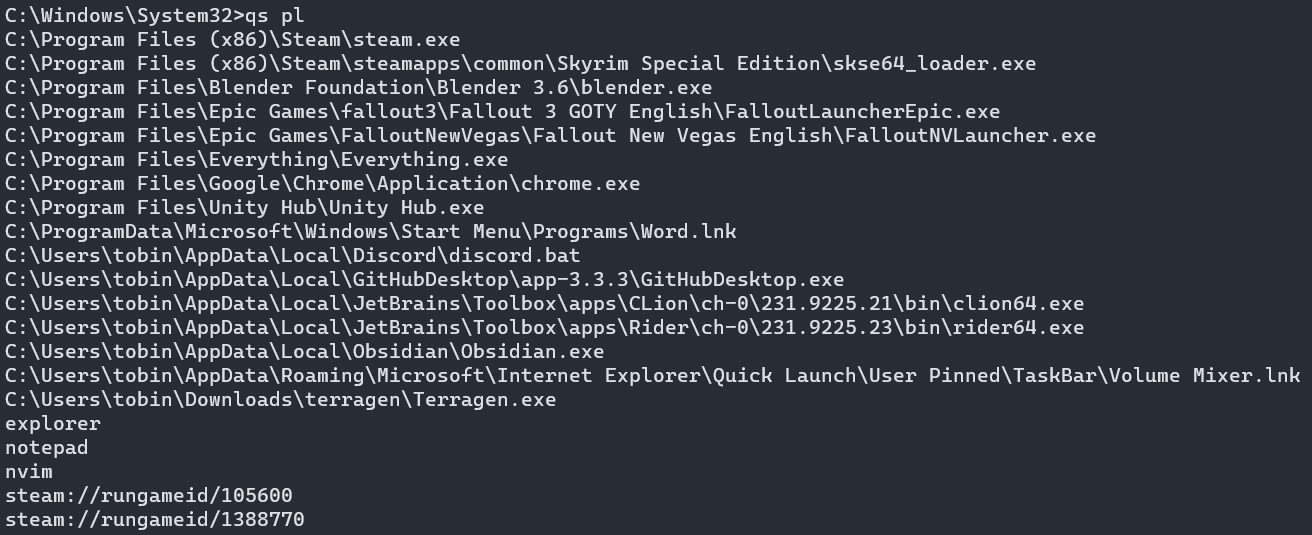 C:\Windows\System32>qs pl
C:\Program Files (x86)\Steam\steam.exe
C:\Program Files (x86)\Steam\steamapps\common\Skyrim Special Edition\skse64_loader.exe
C:\Program Files\Blender Foundation\Blender 3.6\blender.exe
C:\Program Files\Epic Games\fallout3\Fallout 3 GOTY English\FalloutLauncherEpic.exe
C:\Program Files\Epic Games\FalloutNewVegas\Fallout New Vegas English\FalloutNVLauncher.exe
C:\Program Files\Everything\Everything.exe
C:\Program Files\Google\Chrome\Application\chrome.exe
C:\Program Files\Unity Hub\Unity Hub.exe
C:\ProgramData\Microsoft\Windows\Start Menu\Programs\Word.lnk
C:\Users\tobin\AppData\Local\Discord\discord.bat
C:\Users\tobin\AppData\Local\GitHubDesktop\app-3.3.3\GitHubDesktop.exe
C:\Users\tobin\AppData\Local\JetBrains\Toolbox\apps\CLion\ch-0\231.9225.21\bin\clion64.exe
C:\Users\tobin\AppData\Local\JetBrains\Toolbox\apps\Rider\ch-0\231.9225.23\bin\rider64.exe
C:\Users\tobin\AppData\Local\Obsidian\Obsidian.exe
C:\Users\tobin\AppData\Roaming\Microsoft\Internet Explorer\Quick Launch\User Pinned\TaskBar\Volume Mixer.lnk
C:\Users\tobin\Downloads\terragen\Terragen.exe
explorer
notepad
nvim
steam://rungameid/105600
steam://rungameid/1388770